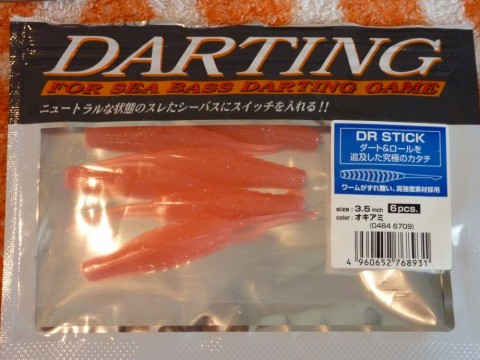 DARTING
FOR SEA BASS DARTING GAME
ニュートラルな状態のスレたシーバスにスイッチを入れる!!
DR STICK
ダート&ロールを
追及した究極のカタチ
ワームがずれ難い、高強度素材採用
size : 3.5 inch 6pcs.
color : オキアミ
(0484 6709)
4 960652 768931